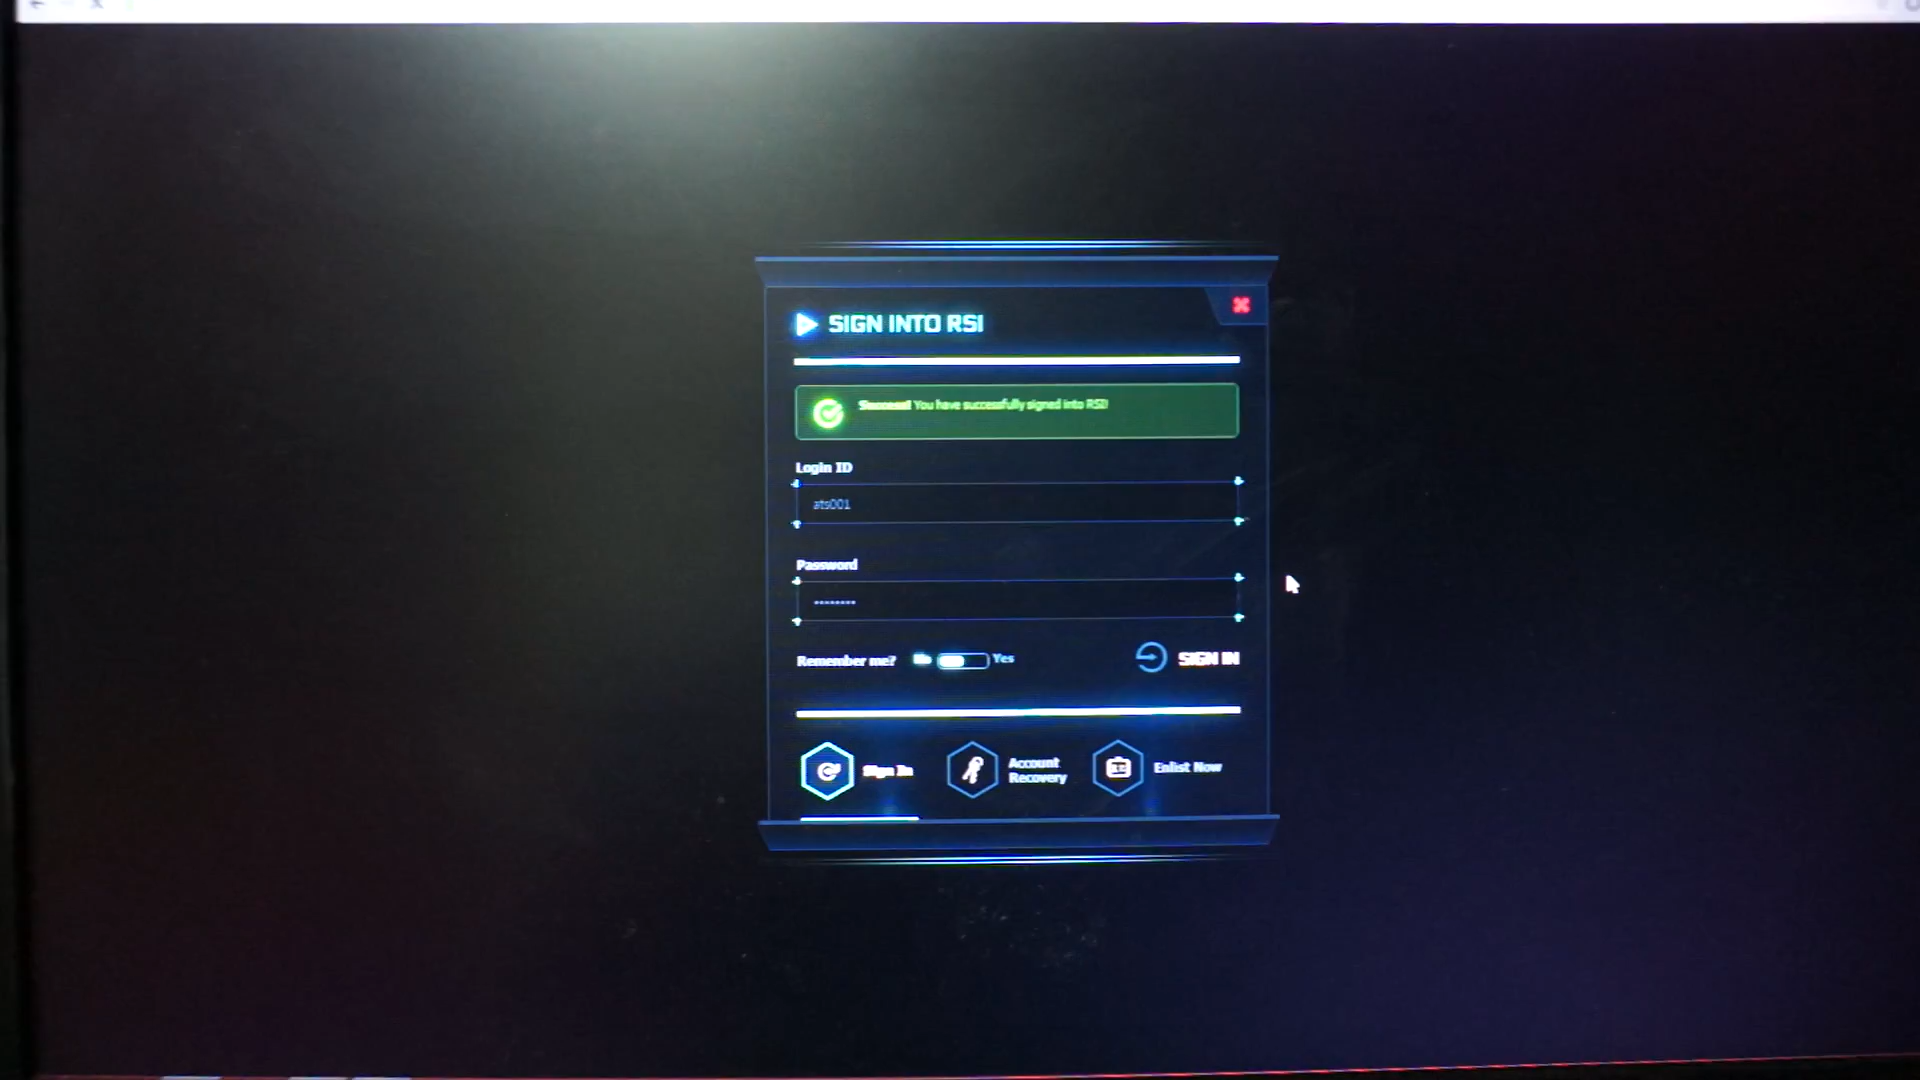 SIGN INTO RSI
Success! You have successfully signed into RSI!
Login ID
ats001
Password
••••••••
Remember me? No Yes
SIGN IN
Sign In
Account
Recovery
Enlist Now